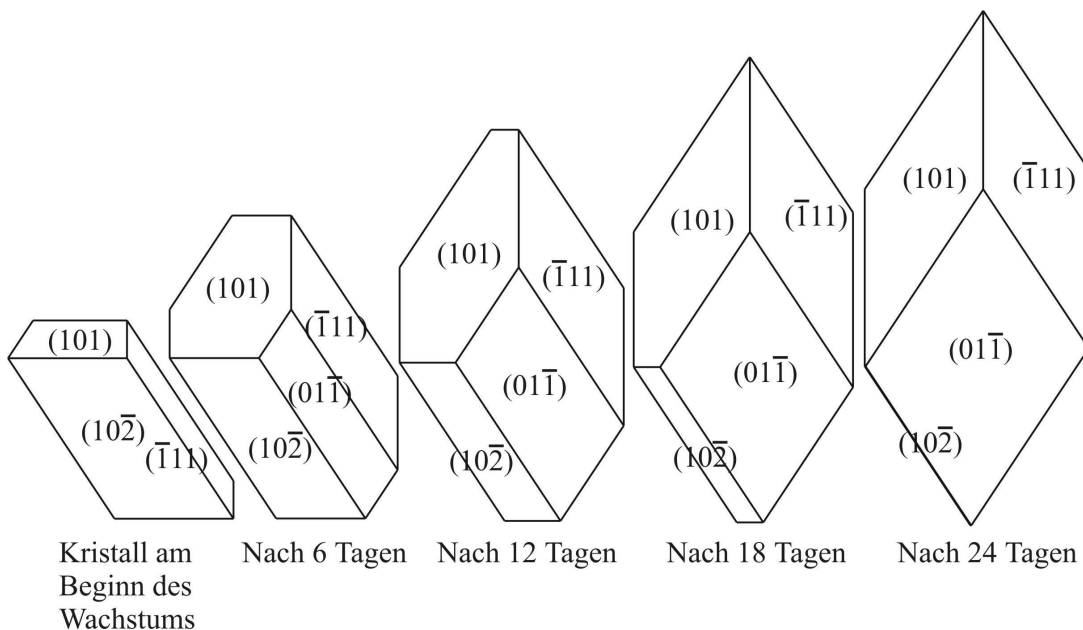 (101)
(102̅)
(1̅11)
Kristall am
Beginn des
Wachstums
(101)
(1̅11)
(011̅)
(102̅)
Nach 6 Tagen
(101)
(1̅11)
(011̅)
(102̅)
Nach 12 Tagen
(101)
(1̅11)
(011̅)
(102̅)
Nach 18 Tagen
(101)
(1̅11)
(011̅)
(102̅)
Nach 24 Tagen